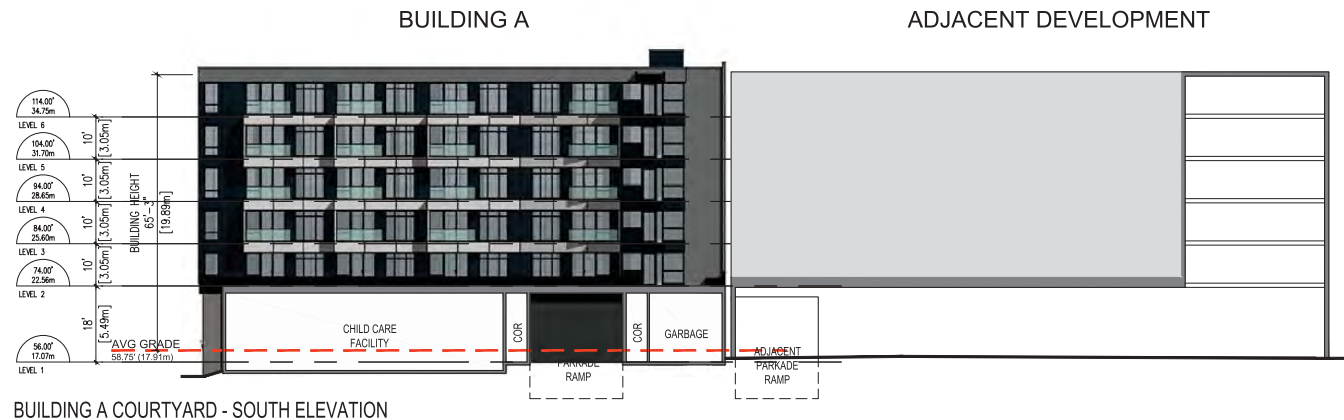 BUILDING A
ADJACENT DEVELOPMENT
114.00'
34.75m
LEVEL 6
104.00'
31.70m
LEVEL 5
94.00'
28.65m
LEVEL 4
84.00'
25.60m
LEVEL 3
74.00'
22.56m
LEVEL 2
56.00'
17.07m
LEVEL 1
10'
[3.05m]
10'
[3.05m]
10'
[3.05m]
10'
[3.05m]
18'
[5.49m]
BUILDING HEIGHT
65'-3"
[19.89m]
AVG GRADE
58.75' (17.91m)
CHILD CARE
FACILITY
COR
COR
GARBAGE
PARKADE
RAMP
ADJACENT
PARKADE
RAMP
BUILDING A COURTYARD - SOUTH ELEVATION